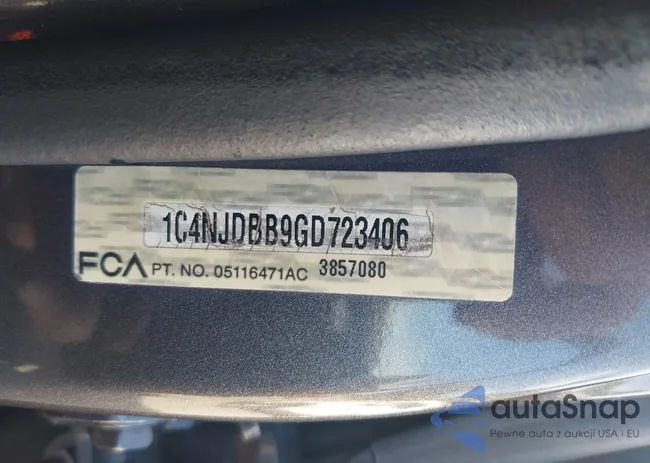 1C4NJDBB9GD723406
FCA PT. NO. 05116471AC 3857080
autaSnap
Pewne auta z aukcji USA i EU